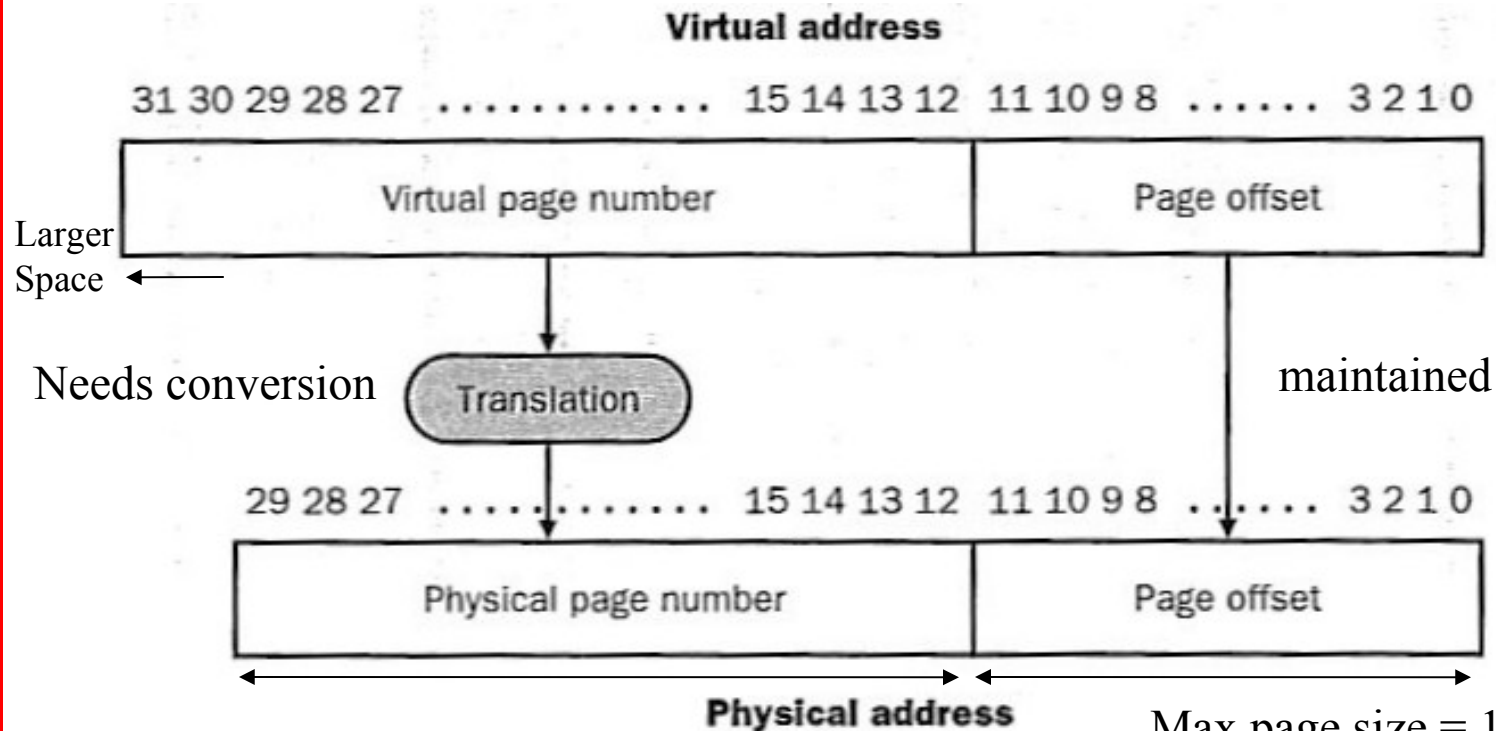 Virtual address
31 30 29 28 27 ............ 15 14 13 12 11 10 9 8 ...... 3 2 1 0
Virtual page number Page offset
Larger
Space
Needs conversion Translation maintained
29 28 27 ............ 15 14 13 12 11 10 9 8 ...... 3 2 1 0
Physical page number Page offset
Physical address
Max page size = 1